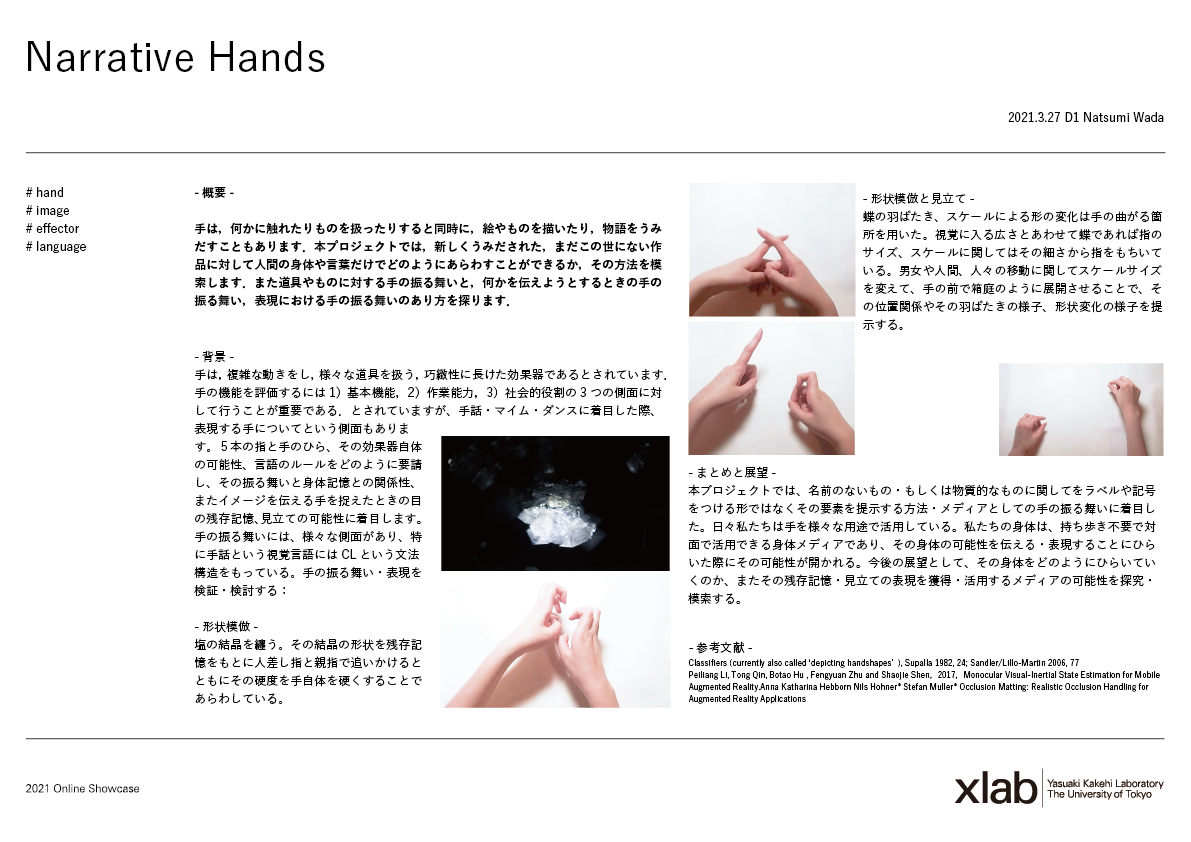 Narrative Hands
2021.3.27 D1 Natsumi Wada
# hand
# image
# effector
# language
- 概要 -
手は，何かに触れたりものを扱ったりすると同時に，絵やものを描いたり，物語をうみ
だすこともあります．本プロジェクトでは，新しくうみだされた，まだこの世にない作
品に対して人間の身体や言葉だけでどのようにあらわすことができるか，その方法を模
索します．また道具やものに対する手の振る舞いと，何かを伝えようとするときの手の
振る舞い，表現における手の振る舞いのあり方を探ります．
- 背景 -
手は，複雑な動きをし，様々な道具を扱う，巧緻性に長けた効果器であるとされています．
手の機能を評価するには 1）基本機能，2）作業能力，3）社会的役割の 3 つの側面に対
して行うことが重要である．とされていますが、手話・マイム・ダンスに着目した際、
表現する手についてという側面もありま
す。５本の指と手のひら、その効果器自体
の可能性、言語のルールをどのように要請
し、その振る舞いと身体記憶との関係性、
またイメージを伝える手を捉えたときの目
の残存記憶、見立ての可能性に着目します。
手の振る舞いには、様々な側面があり、特
に手話という視覚言語には CL という文法
構造をもっている。手の振る舞い・表現を
検証・検討する：
- 形状模倣 -
塩の結晶を纏う。その結晶の形状を残存記
憶をもとに人差し指と親指で追いかけると
ともにその硬度を手自体を硬くすることで
あらわしている。
- 形状模倣と見立て -
蝶の羽ばたき、スケールによる形の変化は手の曲がる箇
所を用いた。視覚に入る広さとあわせて蝶であれば指の
サイズ、スケールに関してはその細さから指をもちいて
いる。男女や人間、人々の移動に関してスケールサイズ
を変えて、手の前で箱庭のように展開させることで、そ
の位置関係やその羽ばたきの様子、形状変化の様子を提
示する。
- まとめと展望 -
本プロジェクトでは、名前のないもの・もしくは物質的なものに関してをラベルや記号
をつける形ではなくその要素を提示する方法・メディアとしての手の振る舞いに着目し
た。日々私たちは手を様々な用途で活用している。私たちの身体は、持ち歩き不要で対
面で活用できる身体メディアであり、その身体の可能性を伝える・表現することにひら
いた際にその可能性が開かれる。今後の展望として、その身体をどのようにひらいてい
くのか、またその残存記憶・見立ての表現を獲得・活用するメディアの可能性を探究・
模索する。
- 参考文献 -
Classifiers (currently also called ‘depicting handshapes’ ), Supalla 1982, 24; Sandler/Lillo-Martin 2006, 77
Peiliang Li, Tong Qin, Botao Hu , Fengyuan Zhu and Shaojie Shen，2017，Monocular Visual-Inertial State Estimation for Mobile
Augmented Reality.Anna Katharina Hebborn Nils Hohner* Stefan Muller* Occlusion Matting: Realistic Occlusion Handling for
Augmented Reality Applications
2021 Online Showcase
xlab
Yasuaki Kakehi Laboratory
The University of Tokyo